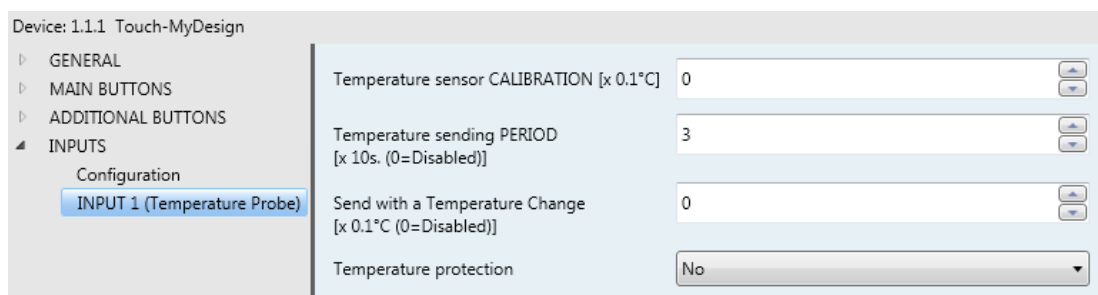 Device: 1.1.1 Touch-MyDesign
GENERAL
MAIN BUTTONS
ADDITIONAL BUTTONS
INPUTS
Configuration
INPUT 1 (Temperature Probe)
Temperature sensor CALIBRATION [x 0.1°C] 0
Temperature sending PERIOD 3
[x 10s. (0=Disabled)]
Send with a Temperature Change 0
[x 0.1°C (0=Disabled)]
Temperature protection No